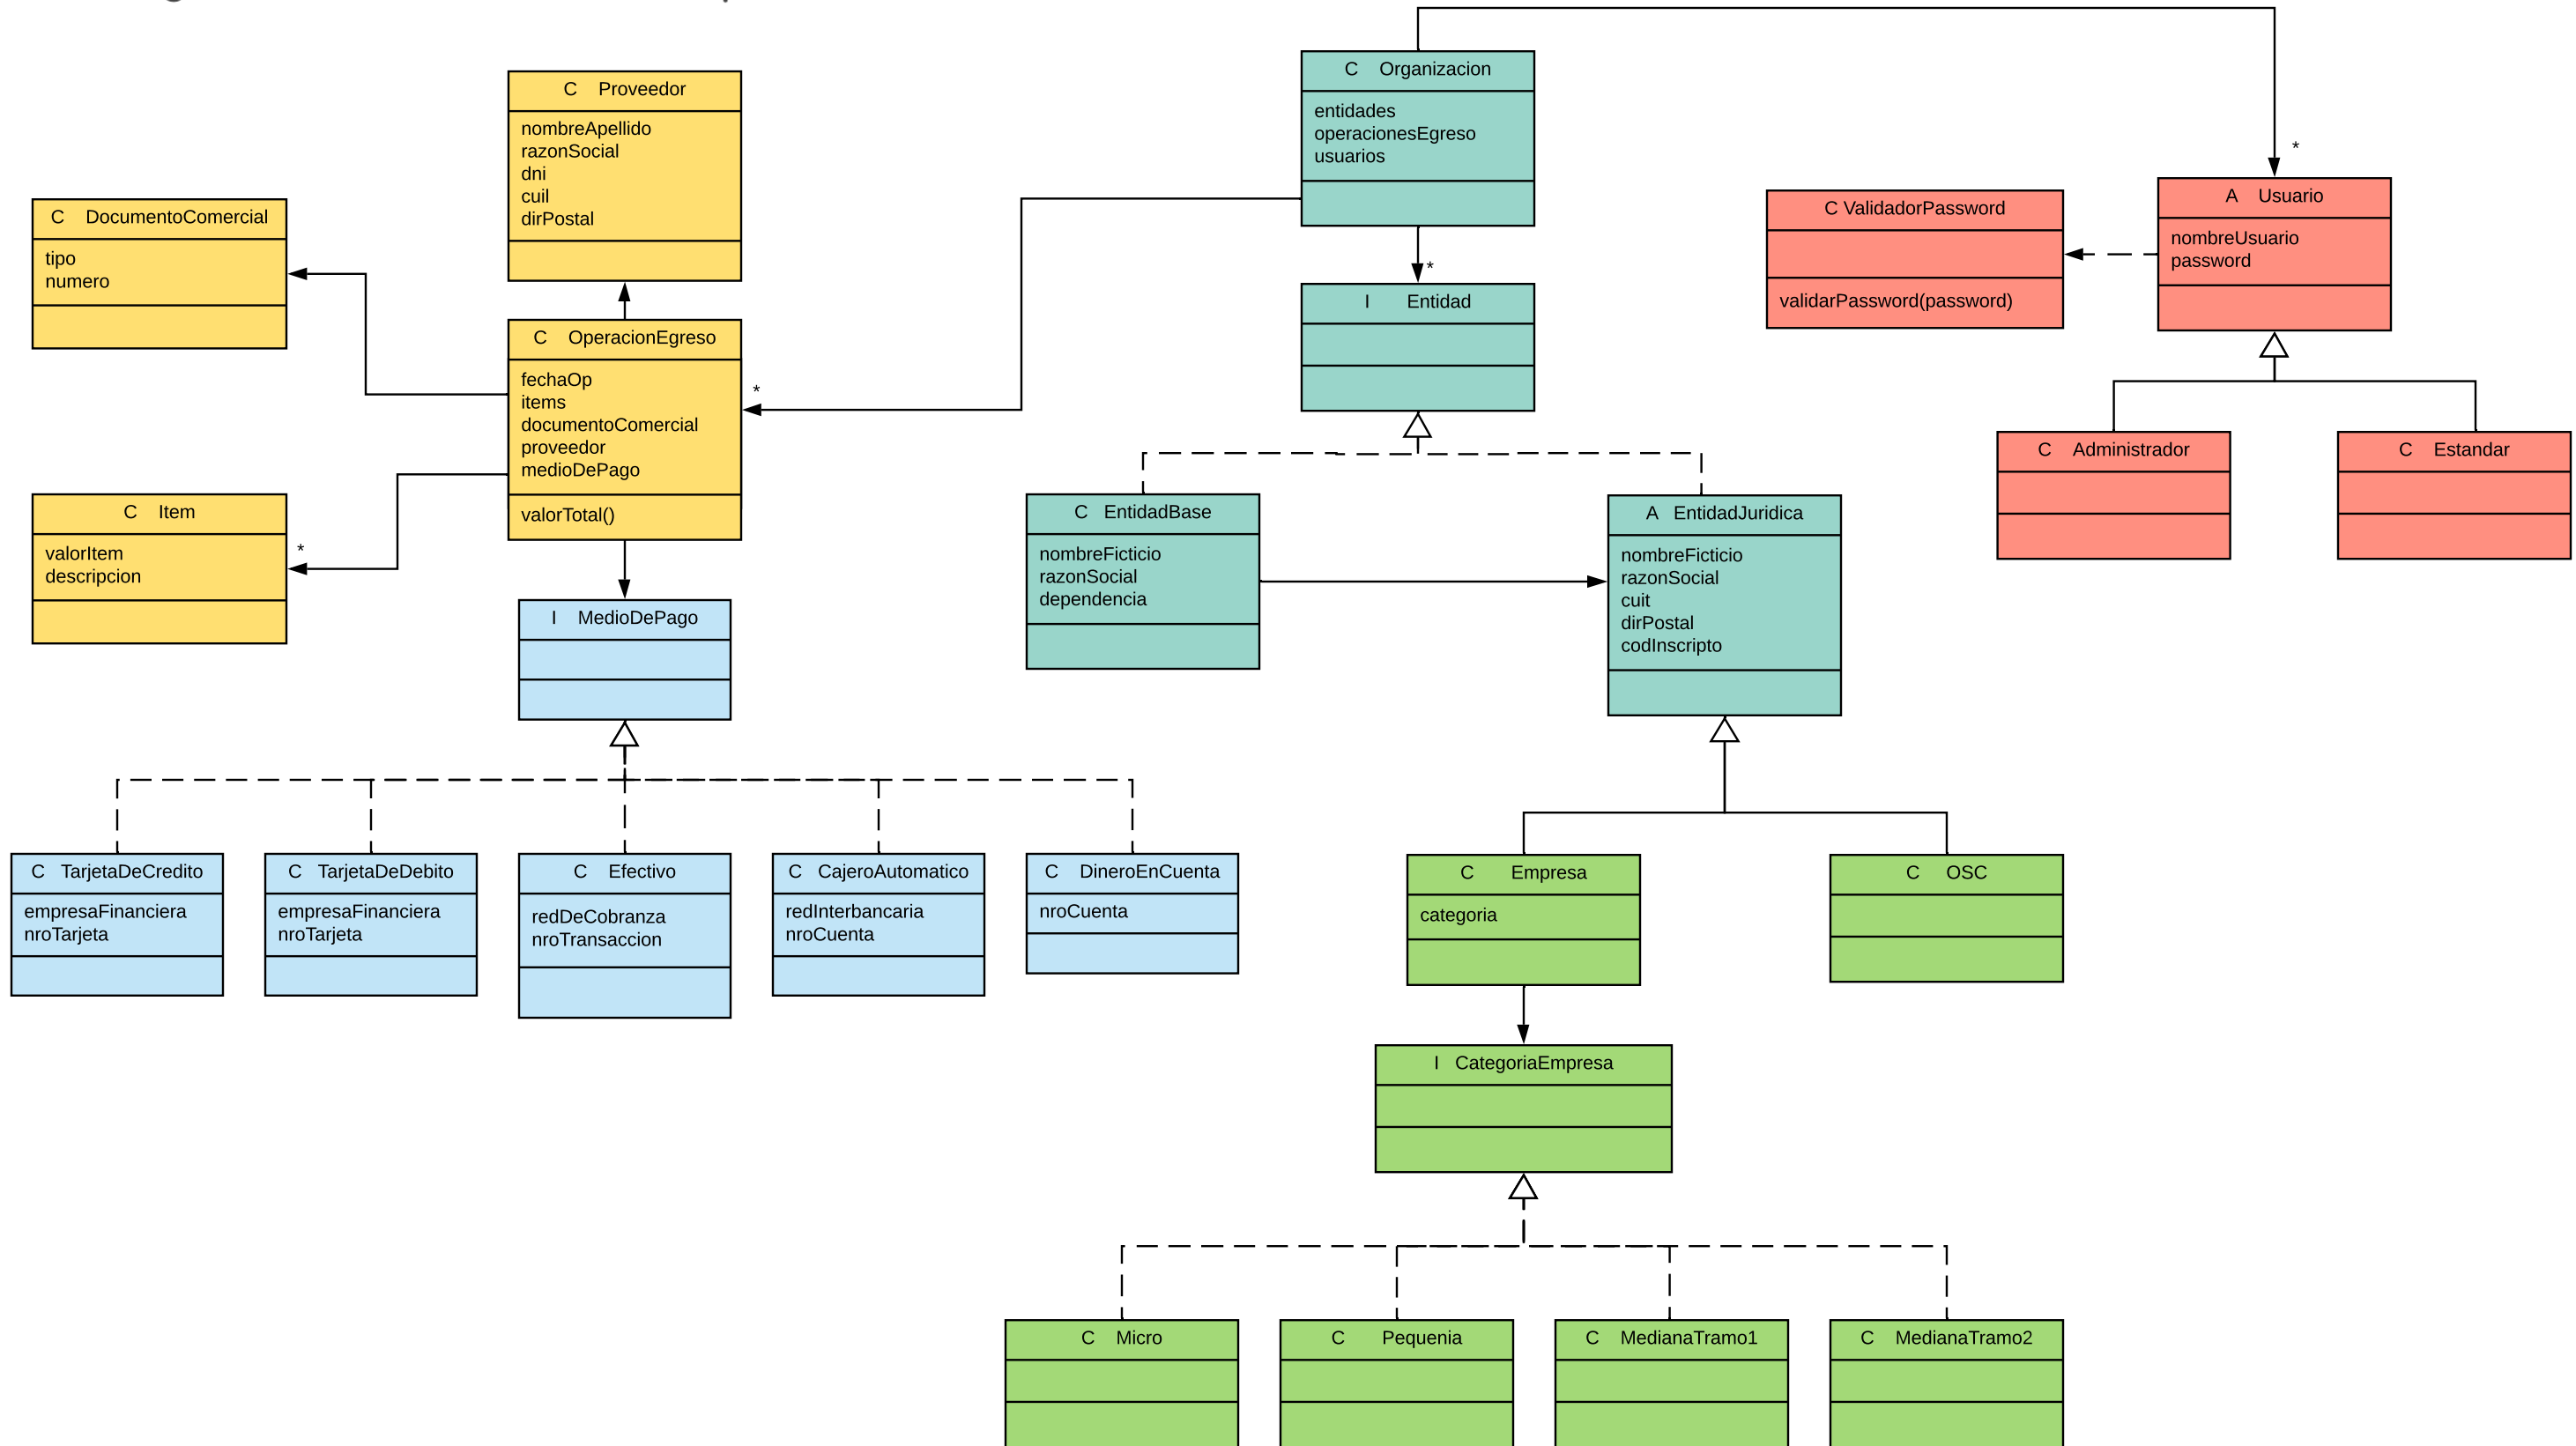 C Organizacion
entidades
operacionesEgreso
usuarios
*
C Proveedor
nombreApellido
razonSocial
dni
cuil
dirPostal
C DocumentoComercial
tipo
numero
C ValidadorPassword
validarPassword(password)
A Usuario
nombreUsuario
password
*
I Entidad
C OperacionEgreso
fechaOp
items
documentoComercial
proveedor
medioDePago
valorTotal()
*
C Administrador
C Estandar
C Item
valorItem
descripcion
*
C EntidadBase
nombreFicticio
razonSocial
dependencia
A EntidadJuridica
nombreFicticio
razonSocial
cuit
dirPostal
codInscripto
I MedioDePago
C TarjetaDeCredito
empresaFinanciera
nroTarjeta
C TarjetaDeDebito
empresaFinanciera
nroTarjeta
C Efectivo
redDeCobranza
nroTransaccion
C CajeroAutomatico
redInterbancaria
nroCuenta
C DineroEnCuenta
nroCuenta
C Empresa
categoria
C OSC
I CategoriaEmpresa
C Micro
C Pequenia
C MedianaTramo1
C MedianaTramo2